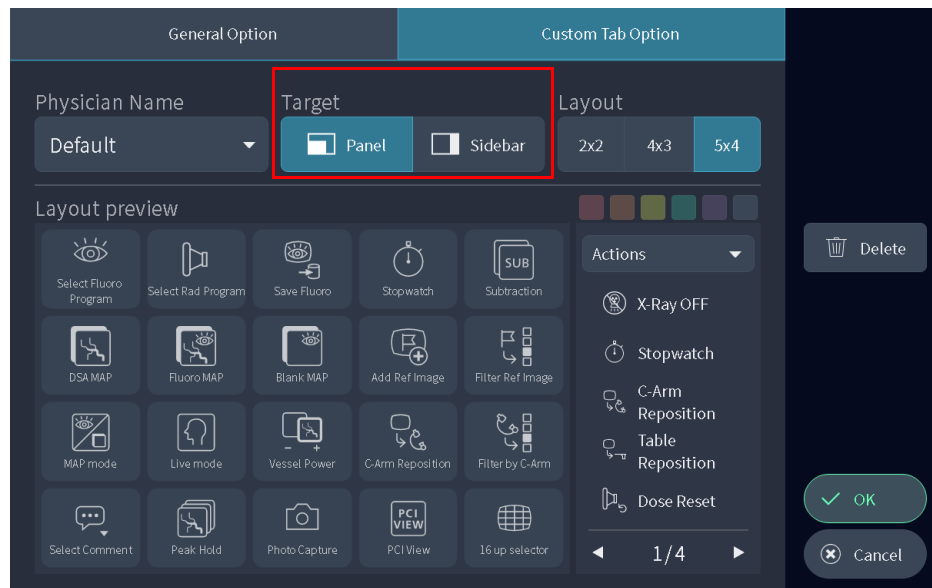 General Option
Custom Tab Option
Physician Name
Target
Layout
Default
Panel
Sidebar
2x2
4x3
5x4
Layout preview
Select Fluoro
Program
Select Rad Program
Save Fluoro
Stopwatch
SUB
Subtraction
DSA MAP
Fluoro MAP
Blank MAP
Add Ref Image
Filter Ref Image
MAP mode
Live mode
Vessel Power
C-Arm Reposition
Filter by C-Arm
Select Comment
Peak Hold
Photo Capture
PCI
VIEW
PCI View
16 up selector
Actions
X-Ray OFF
Stopwatch
C-Arm
Reposition
Table
Reposition
Dose Reset
1/4
Delete
OK
Cancel